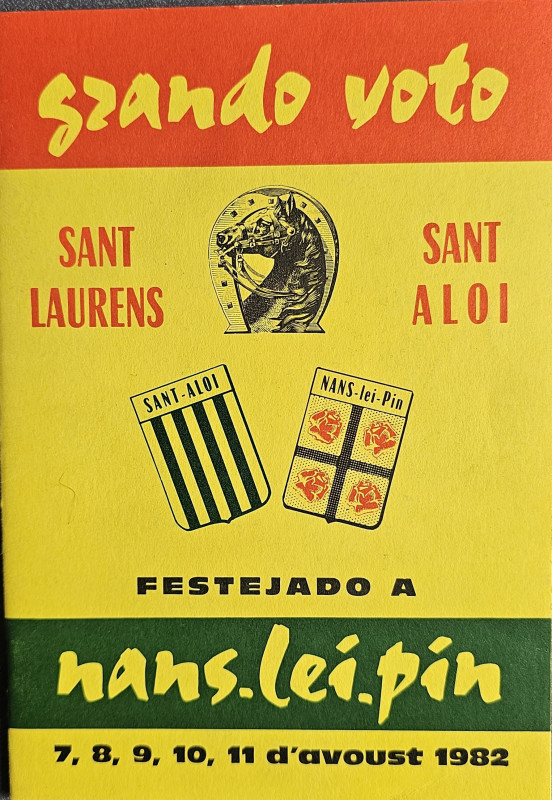 grando voto
SANT
LAURENS
SANT
ALOI
SANT-ALOI
NANS-lei-Pin
FESTEJADO A
nans.lei.pin
7, 8, 9, 10, 11 d'avoust 1982